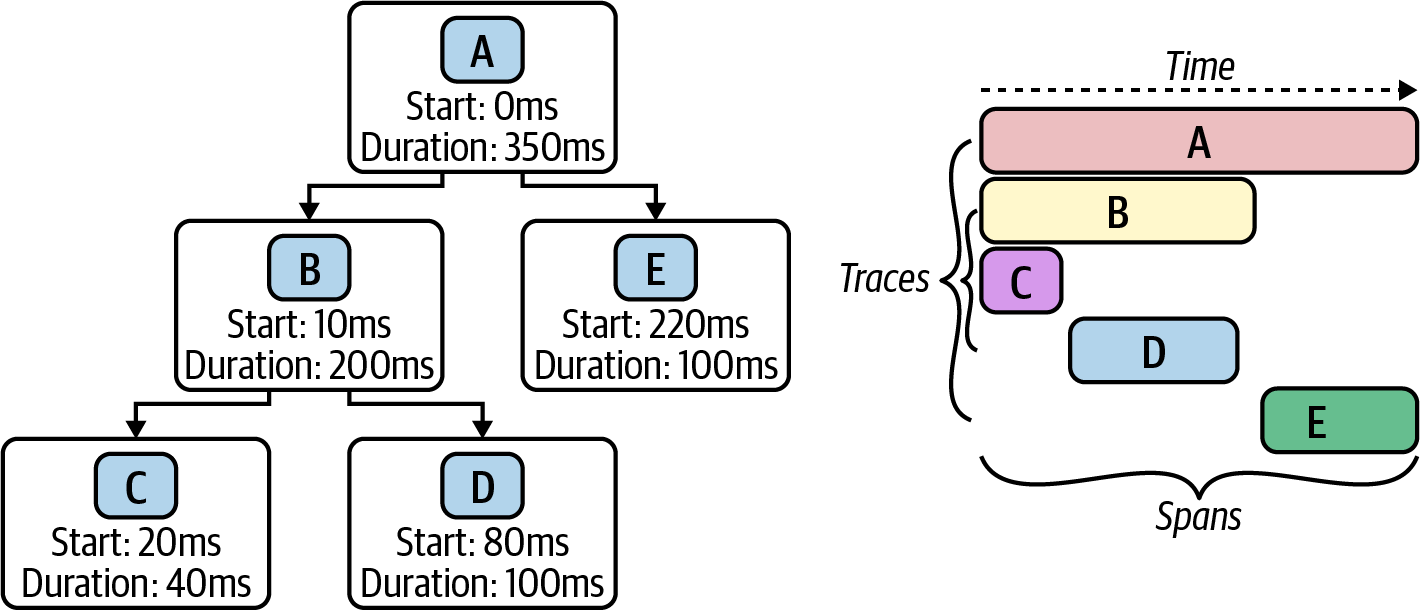 A
Start: 0ms
Duration: 350ms
B
Start: 10ms
Duration: 200ms
E
Start: 220ms
Duration: 100ms
C
Start: 20ms
Duration: 40ms
D
Start: 80ms
Duration: 100ms
Time
A
B
Traces
C
D
E
Spans